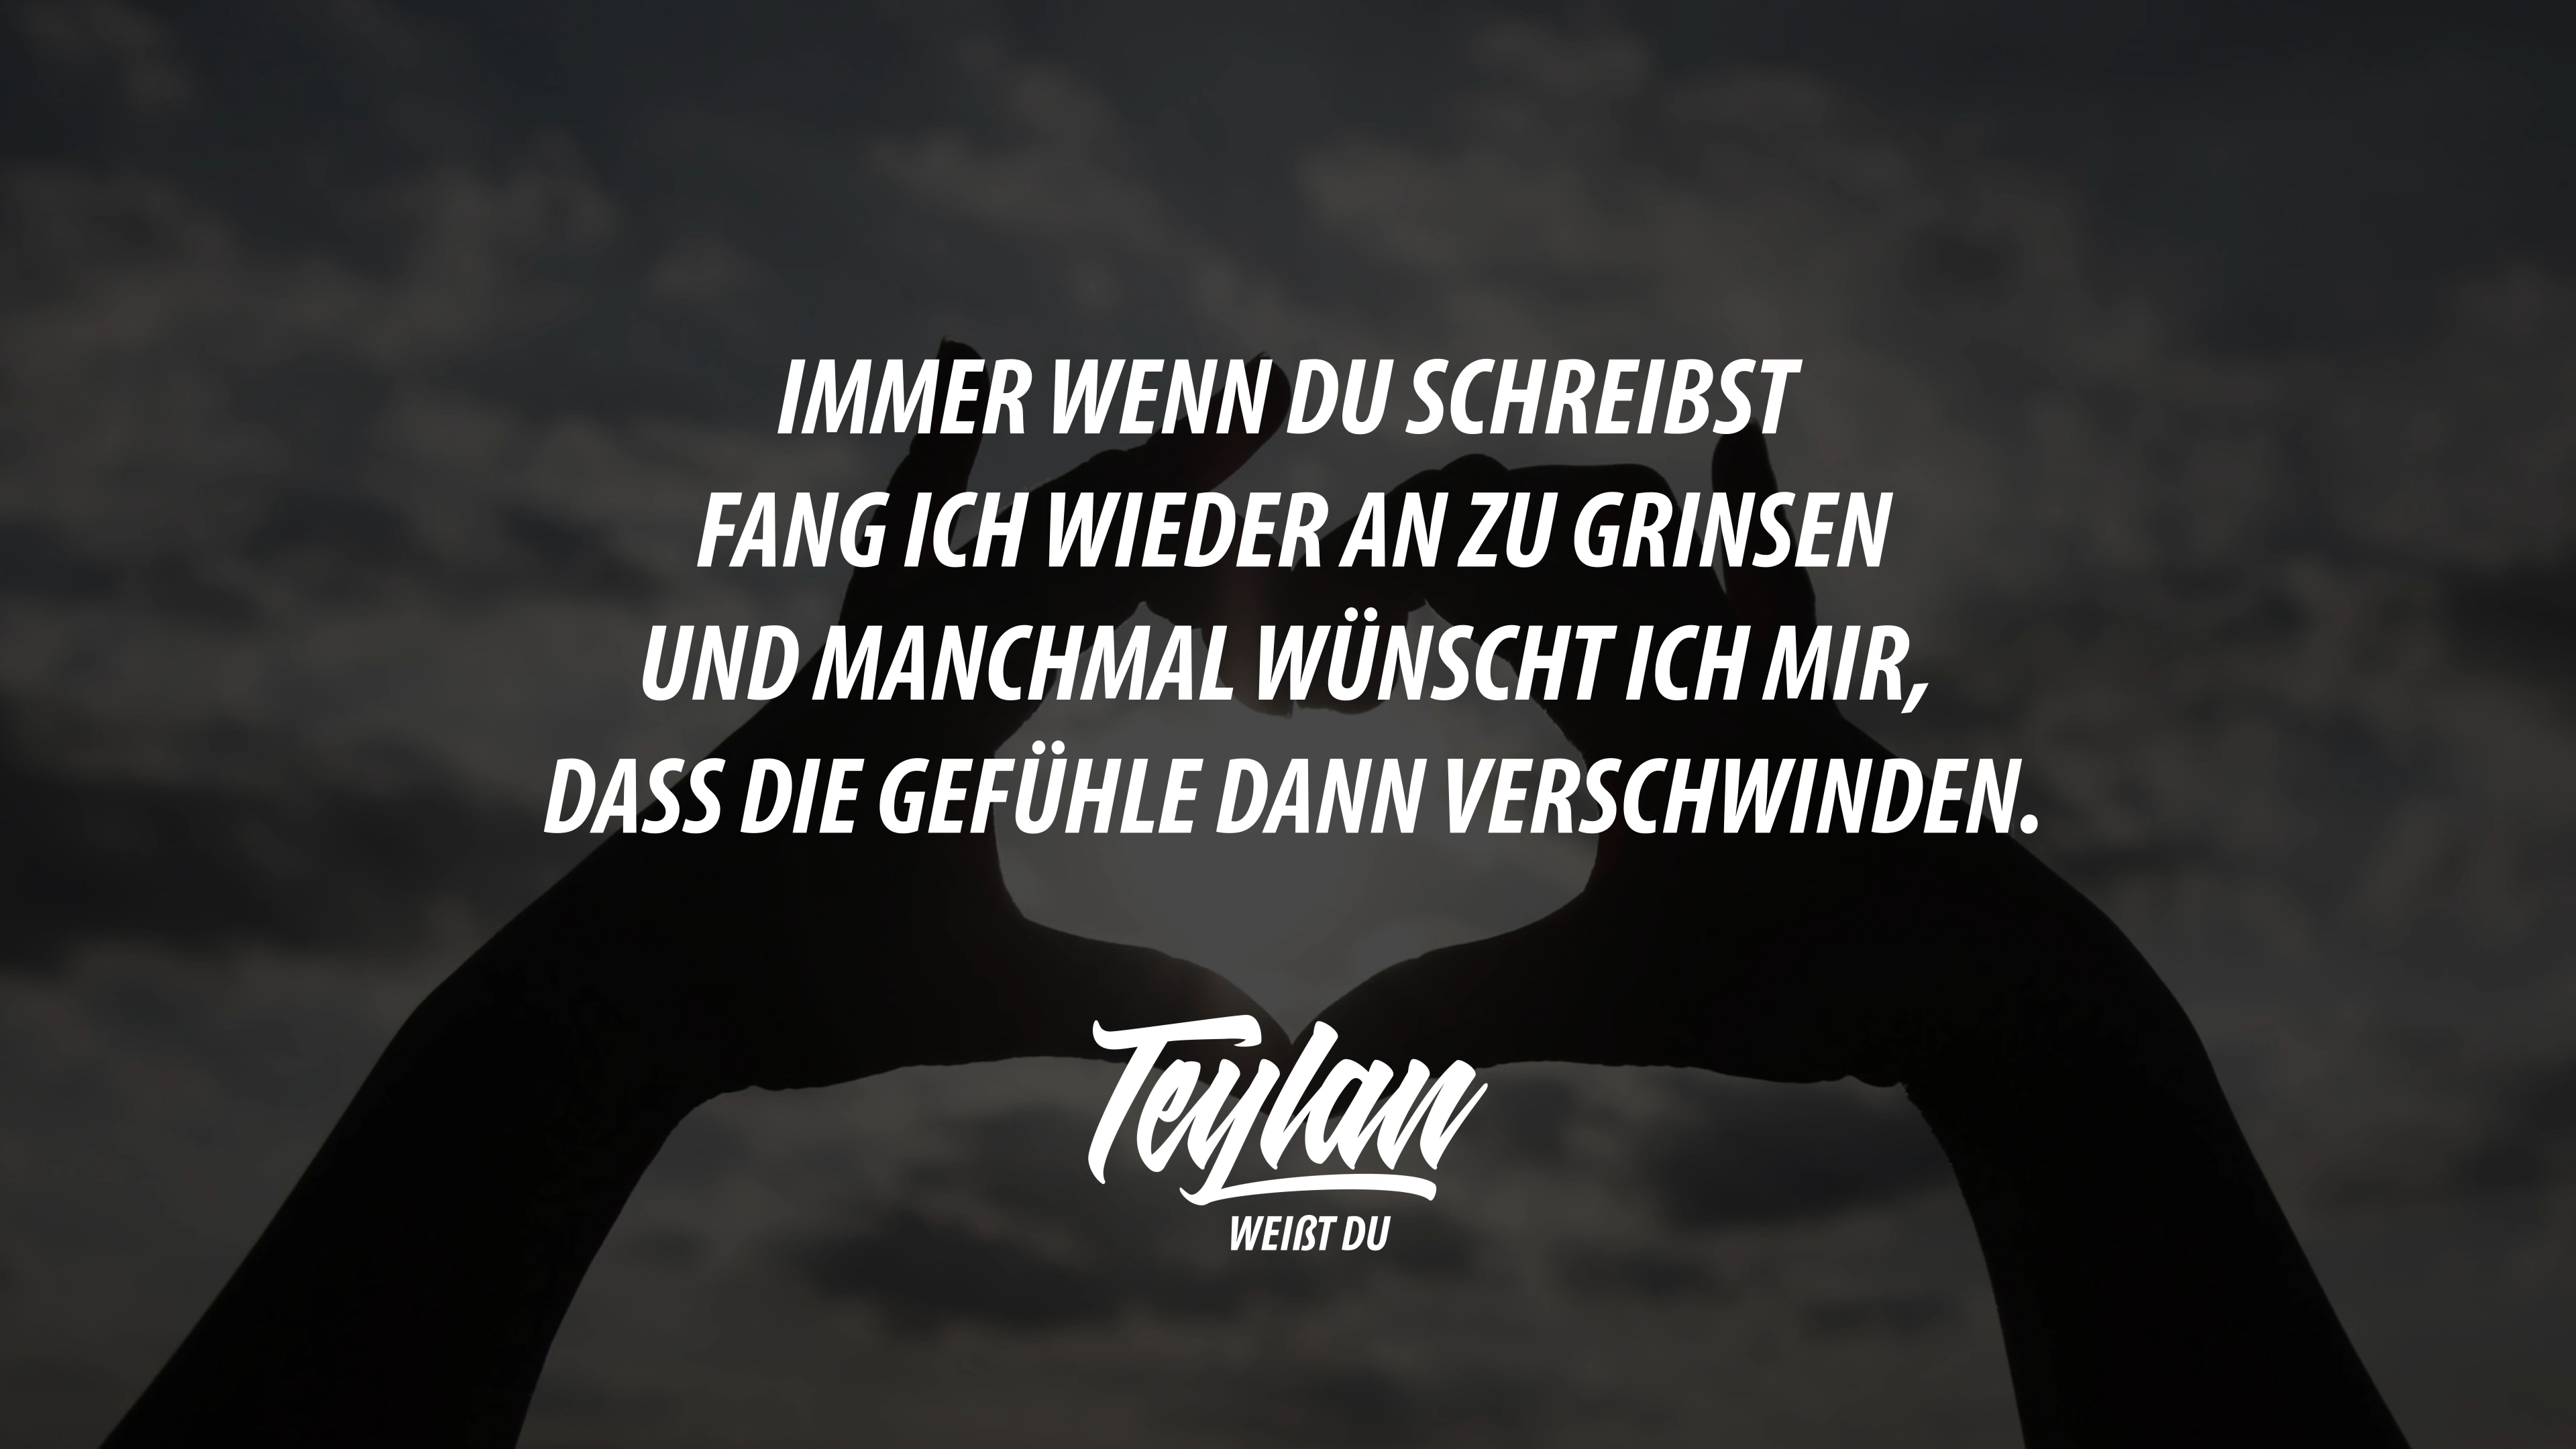 IMMER WENN DU SCHREIBST
FANG ICH WIEDER AN ZU GRINSEN
UND MANCHMAL WÜNSCHT ICH MIR,
DASS DIE GEFÜHLE DANN VERSCHWINDEN.
Teylan
WEIßT DU